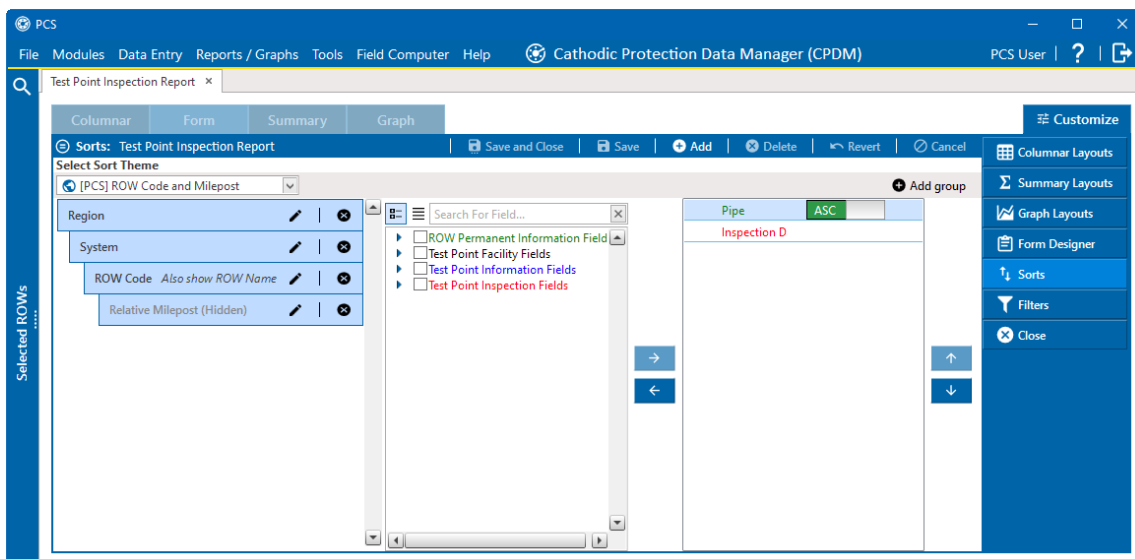 PCS
File Modules Data Entry Reports / Graphs Tools Field Computer Help Cathodic Protection Data Manager (CPDM) PCS User | ? |
Test Point Inspection Report ×
Columnar Form Summary Graph Customize
Sorts: Test Point Inspection Report | Save and Close | Save | Add | Delete | Revert | Cancel
Select Sort Theme
[PCS] ROW Code and Milepost Add group
Region
System
ROW Code Also show ROW Name
Relative Milepost (Hidden)
Search For Field...
ROW Permanent Information Field
Test Point Facility Fields
Test Point Information Fields
Test Point Inspection Fields
Pipe ASC
Inspection D
Columnar Layouts
Σ Summary Layouts
Graph Layouts
Form Designer
Sorts
Filters
Close
Selected ROWs